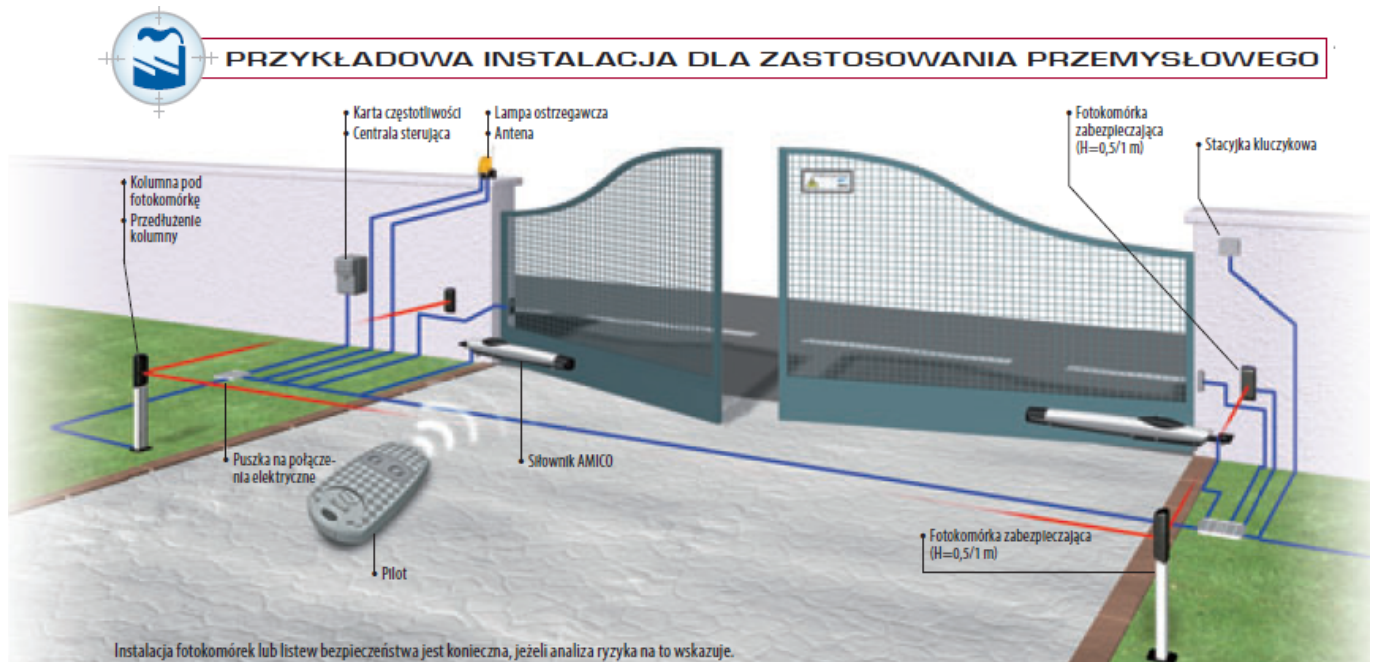 PRZYKŁADOWA INSTALACJA DLA ZASTOSOWANIA PRZEMYSŁOWEGO
Karta częstotliwości
Centrala sterująca
Lampa ostrzegawcza
Antena
Fotokomórka
zabezpieczająca
(H=0,5/1 m)
Stacyjka kluczykowa
Kolumna pod
fotokomórkę
Przedłużenie
kolumny
Puszka na połącze-
nia elektryczne
Siłownik AMICO
Pilot
Fotokomórka zabezpieczająca
(H=0,5/1 m)
Instalacja fotokomórek lub listew bezpieczeństwa jest konieczna, jeżeli analiza ryzyka na to wskazuje.